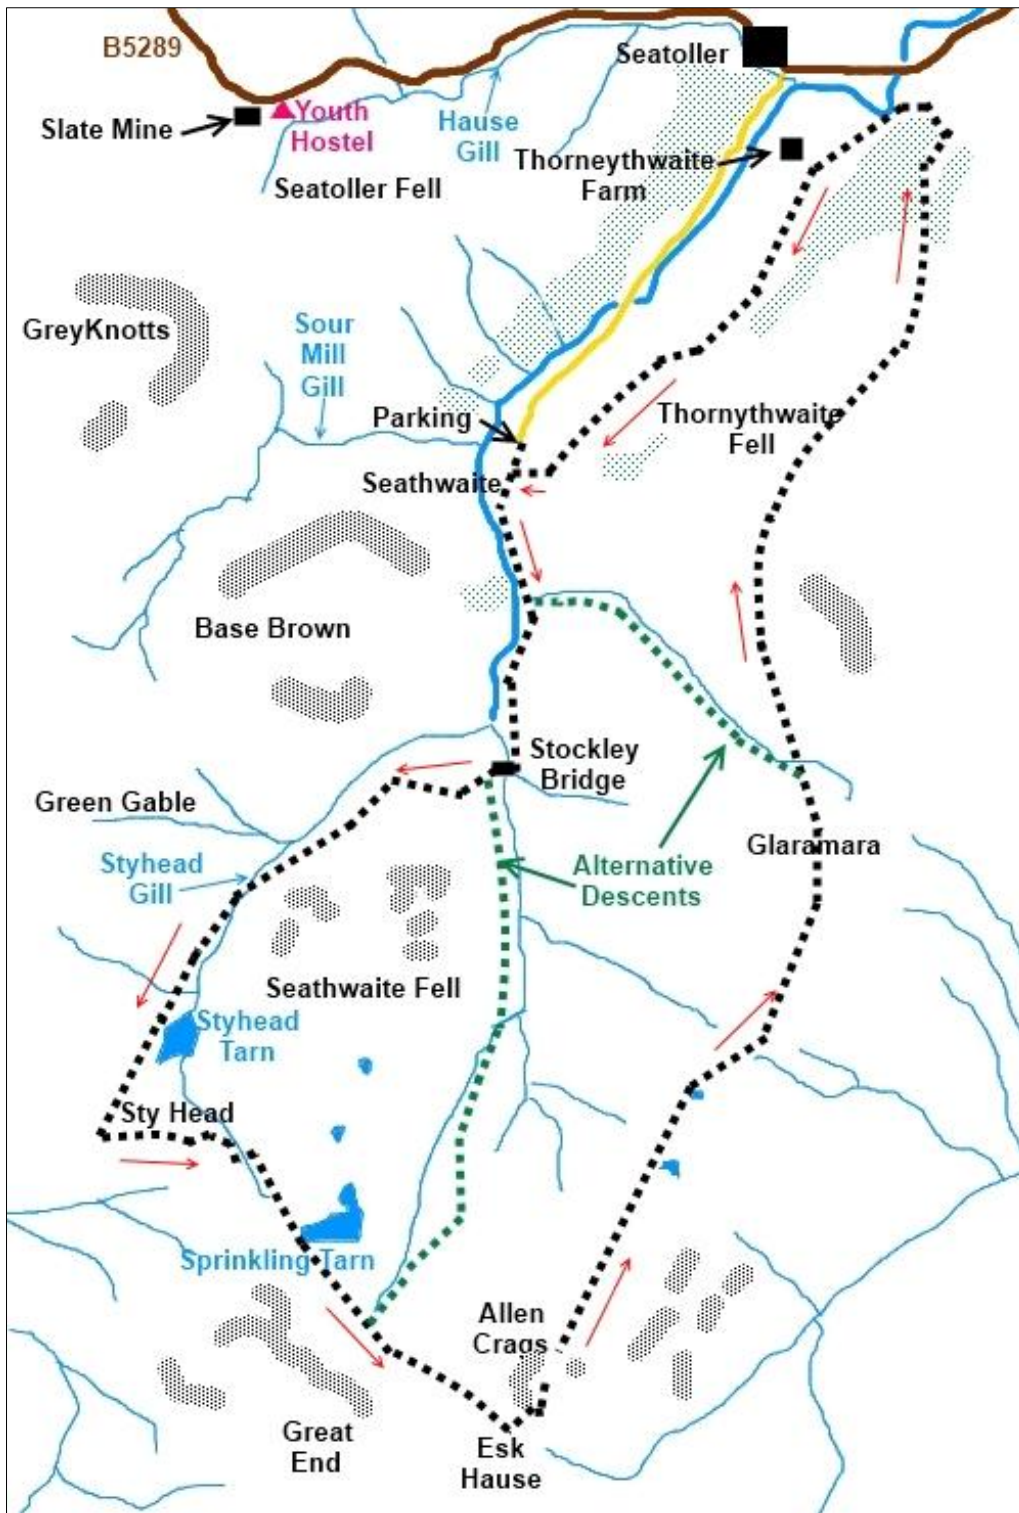 B5289
Seatoller
Slate Mine
Youth
Hostel
Hause
Gill
Thorneythwaite
Farm
Seatoller Fell
GreyKnotts
Sour
Mill
Gill
Parking
Thornythwaite
Fell
Seathwaite
Base Brown
Stockley
Bridge
Green Gable
Glaramara
Styhead
Gill
Alternative
Descents
Seathwaite Fell
Styhead
Tarn
Sty Head
Sprinkling Tarn
Allen
Crags
Great
End
Esk
Hause